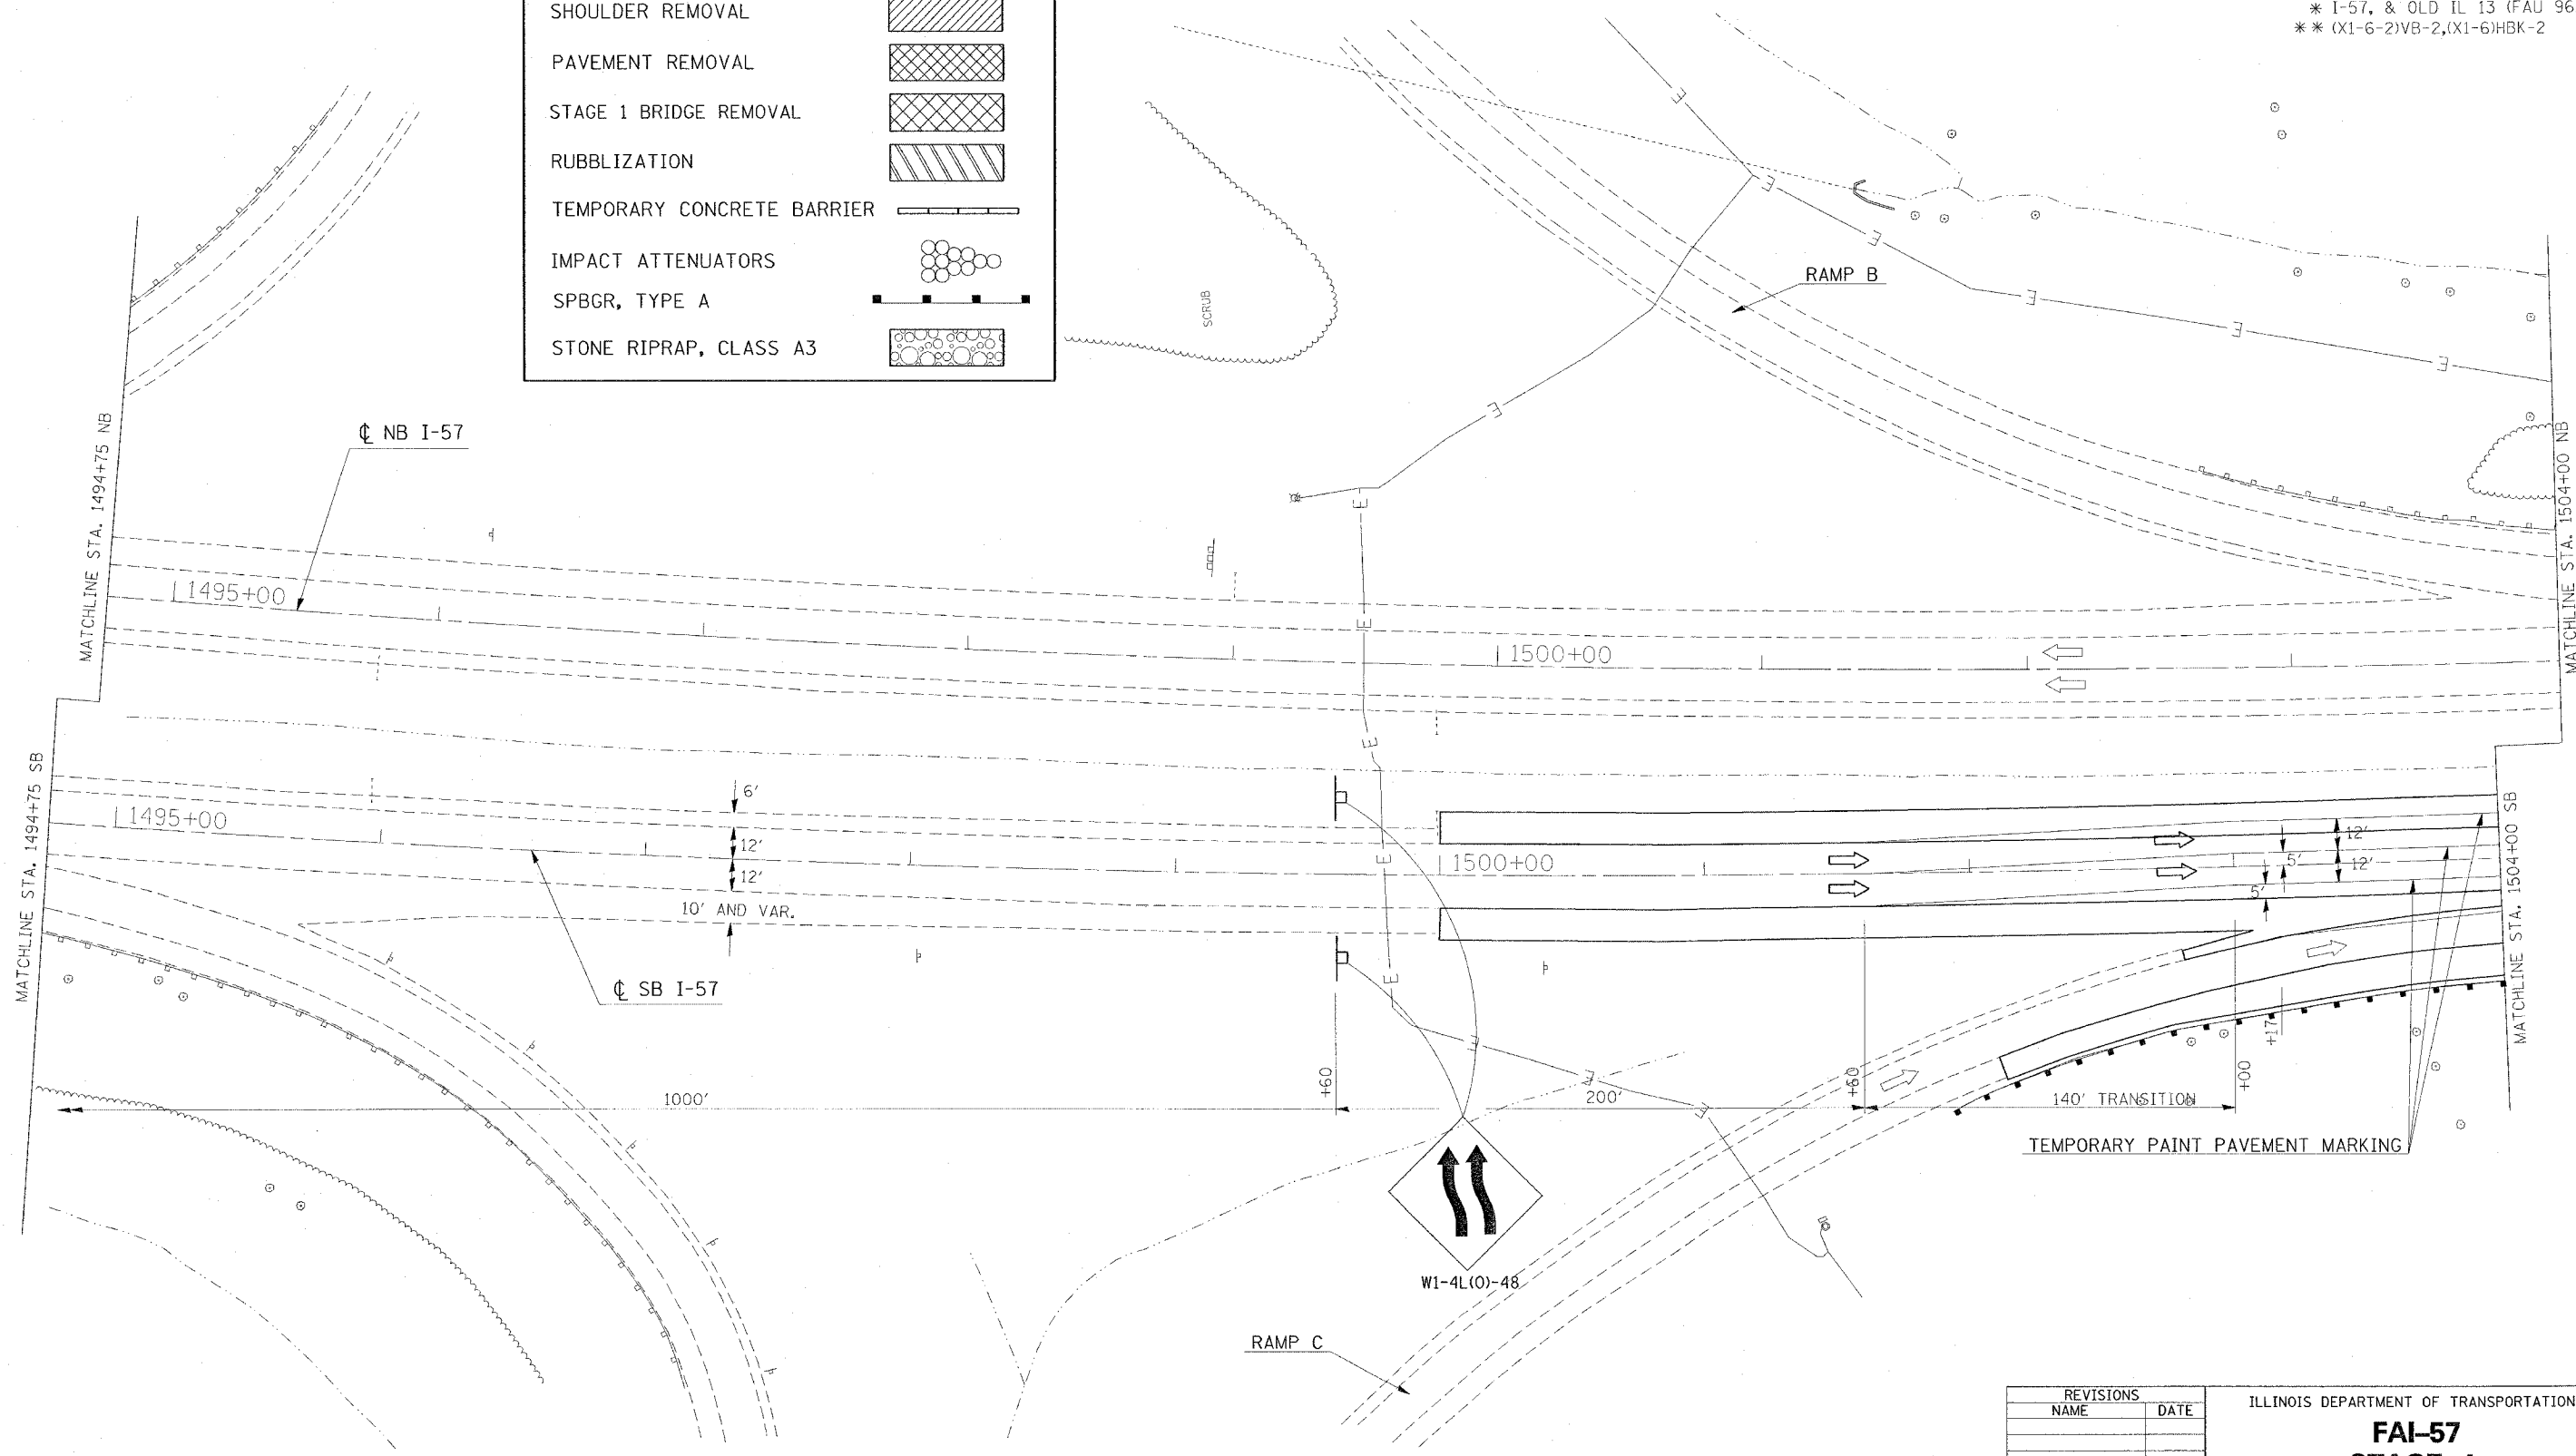 SHOULDER REMOVAL
PAVEMENT REMOVAL
STAGE 1 BRIDGE REMOVAL
RUBBLIZATION
TEMPORARY CONCRETE BARRIER
IMPACT ATTENUATORS
SPBGR, TYPE A
STONE RIPRAP, CLASS A3
* I-57, & OLD IL 13 (FAU 96
* * (X1-6-2)VB-2,(X1-6)HBK-2
SCRUB
RAMP B
℄ NB I-57
MATCHLINE STA. 1494+75 NB
MATCHLINE STA. 1504+00 NB
1495+00
1500+00
E E E E E E E E E E E E E E E E
MATCHLINE STA. 1494+75 SB
MATCHLINE STA. 1504+00 SB
1495+00
6'
12'
12'
10' AND VAR.
1500+00
12'
5'
12'
5'
℄ SB I-57
+60
+60
+17
+00
1000'
200'
140' TRANSITION
TEMPORARY PAINT PAVEMENT MARKING
W1-4L(O)-48
RAMP C
REVISIONS
NAME DATE
ILLINOIS DEPARTMENT OF TRANSPORTATION
FAI-57